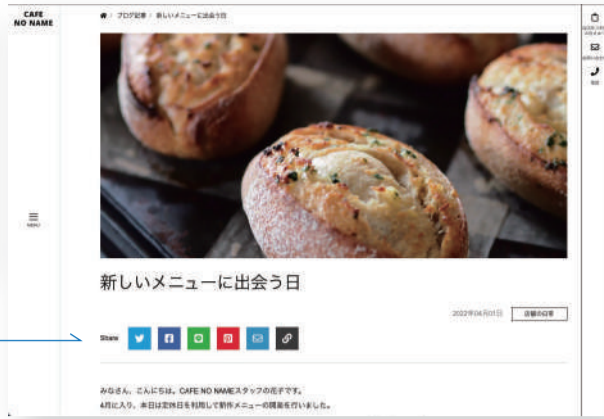 CAFE
NO NAME
/ ブログ記事 / 新しいメニューに出会う日
MENU
新しいメニューに出会う日
2022年04月01日
店舗の日常
Share
みなさん、こんにちは。CAFE NO NAMEスタッフの花子です。
4月に入り、本日は定休日を利用して新作メニューの開発を行いました。